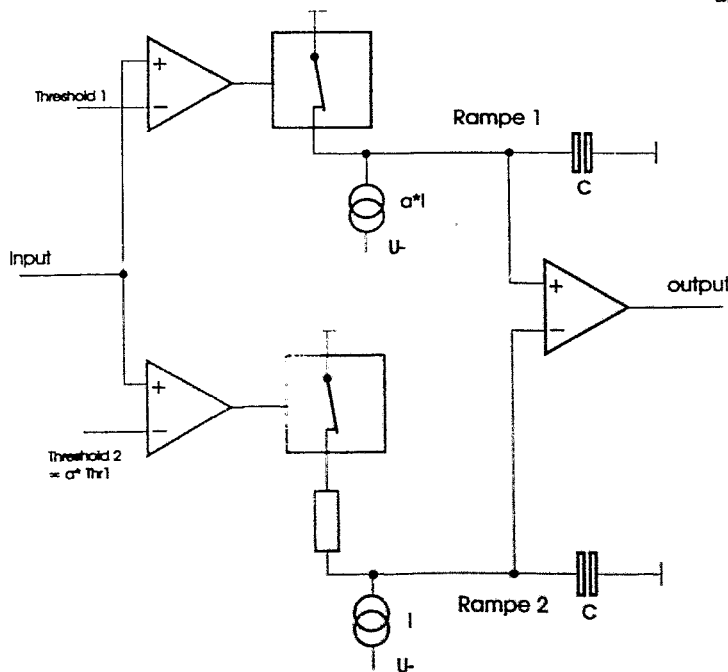 +
Threshold 1
−
Rampe 1
C
a*I
U-
Input
+
−
output
+
−
Threshold 2
= a* Thr1
Rampe 2
C
I
U-